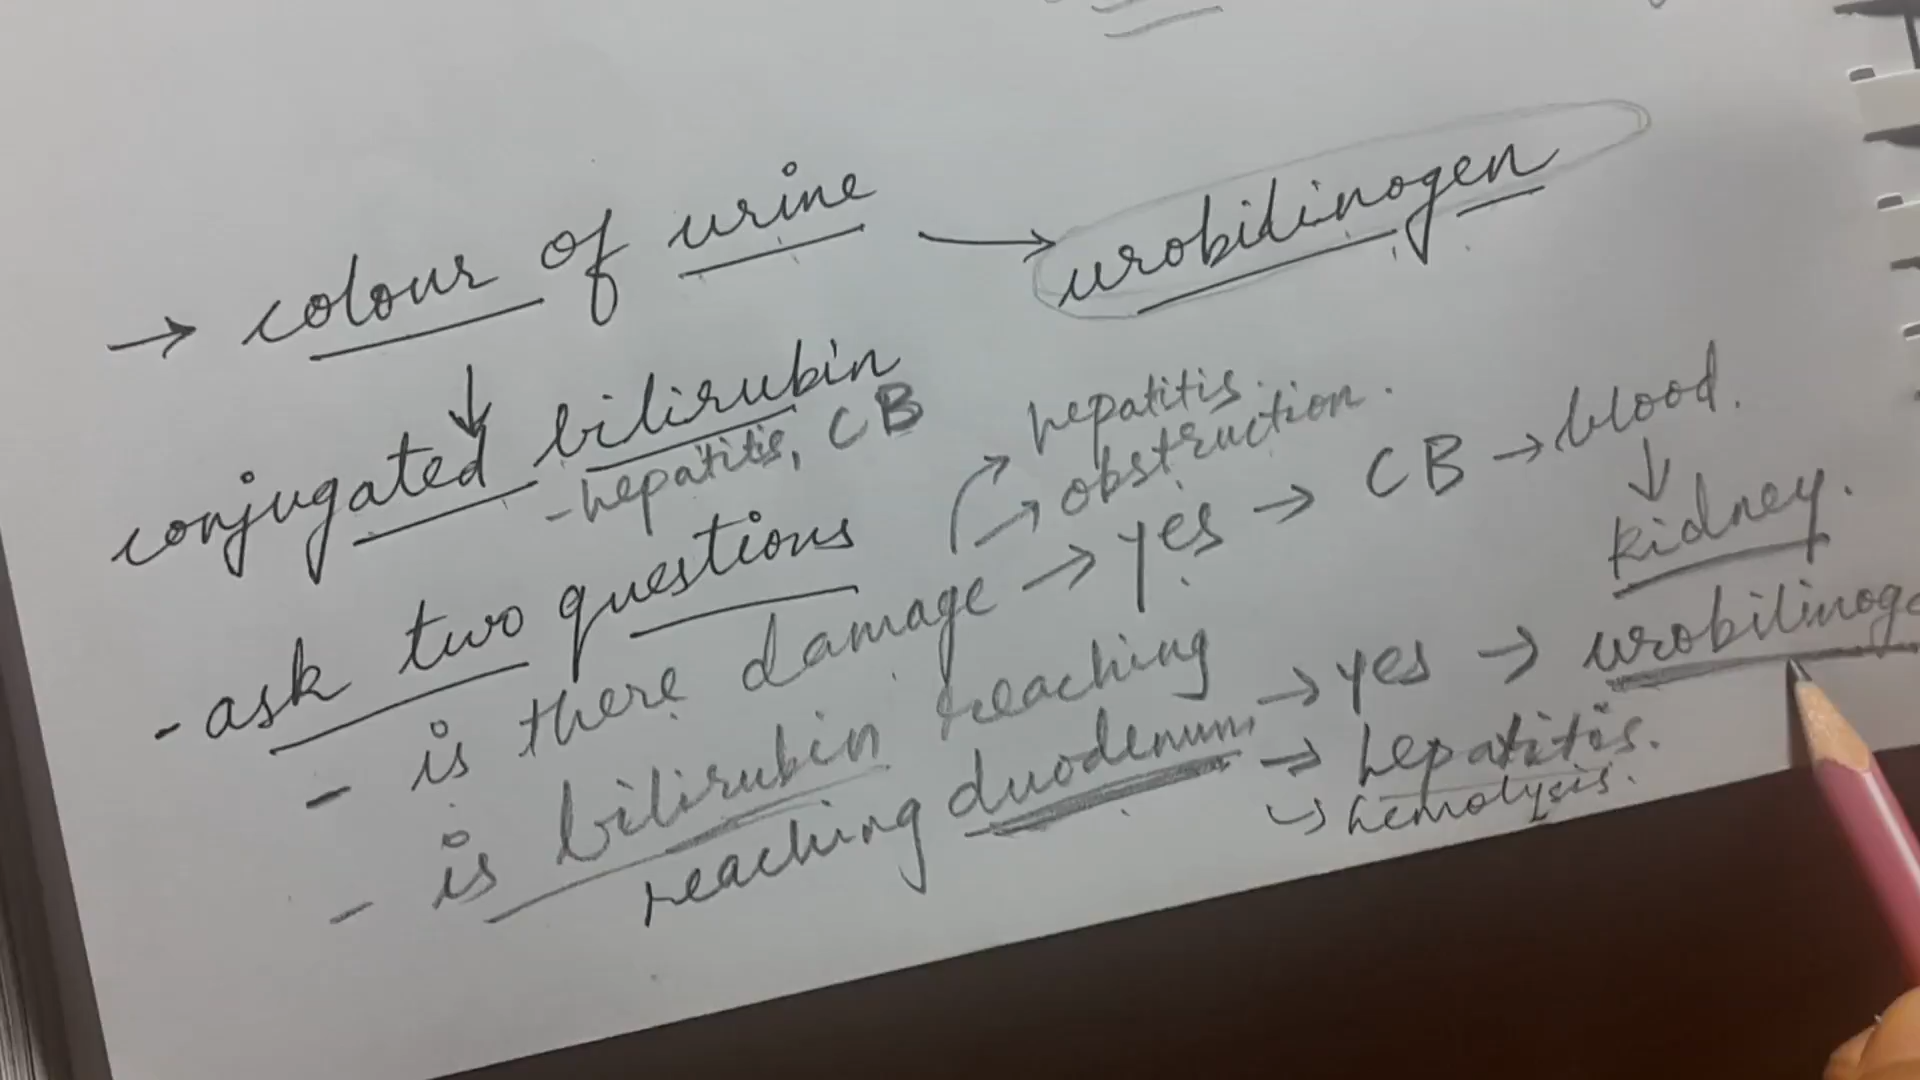 → colour of urine → urobilinogen
↓
conjugated bilirubin
- hepatitis, CB
- ask two questions
→ hepatitis.
→ obstruction.
- is there damage → yes → CB → blood.
↓
kidney.
- is bilirubin reaching
reaching duodenum → yes → urobilinoge
→ hepatitis.
↳ hemolysis.